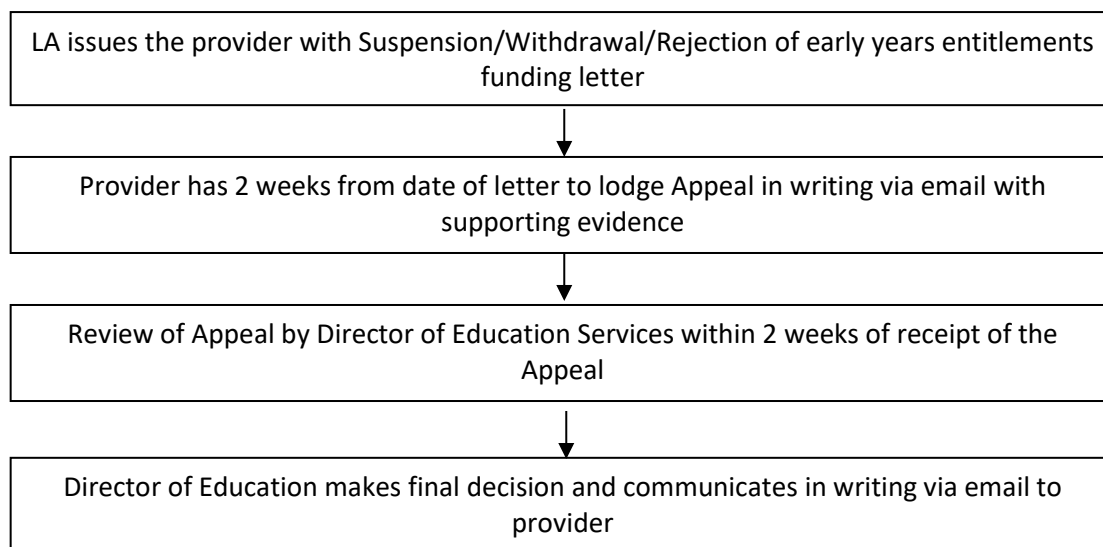 LA issues the provider with Suspension/Withdrawal/Rejection of early years entitlements
funding letter
Provider has 2 weeks from date of letter to lodge Appeal in writing via email with
supporting evidence
Review of Appeal by Director of Education Services within 2 weeks of receipt of the
Appeal
Director of Education makes final decision and communicates in writing via email to
provider